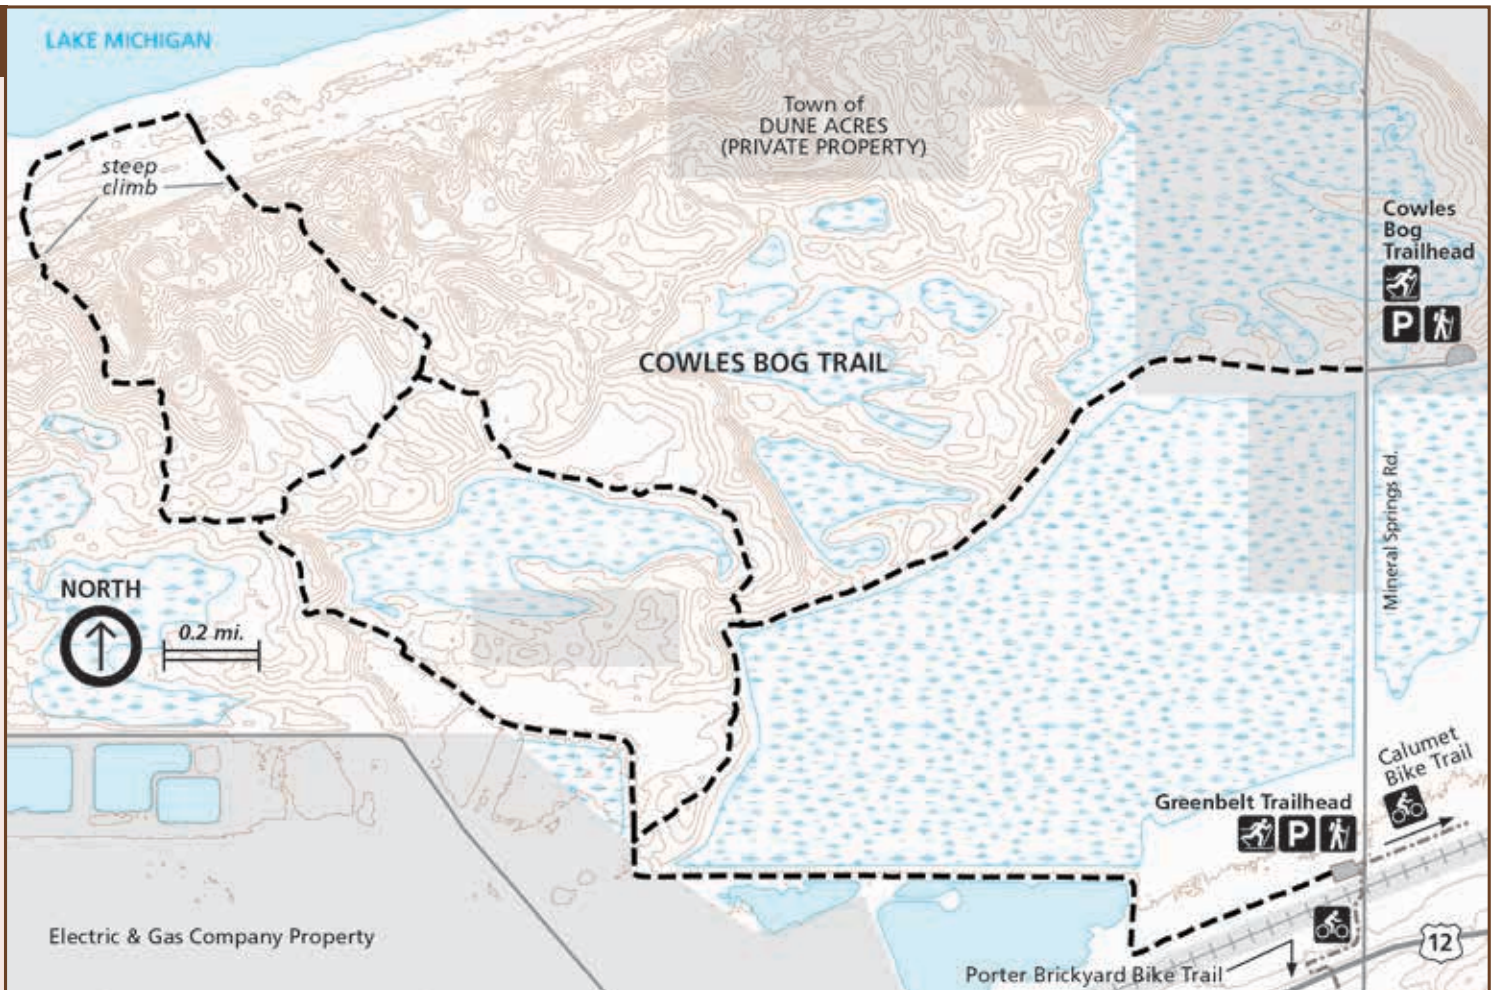 LAKE MICHIGAN
steep
climb
Town of
DUNE ACRES
(PRIVATE PROPERTY)
Cowles
Bog
Trailhead
P
COWLES BOG TRAIL
Mineral Springs Rd.
NORTH
0.2 mi.
Calumet
Bike Trail
Greenbelt Trailhead
P
Electric & Gas Company Property
Porter Brickyard Bike Trail
12